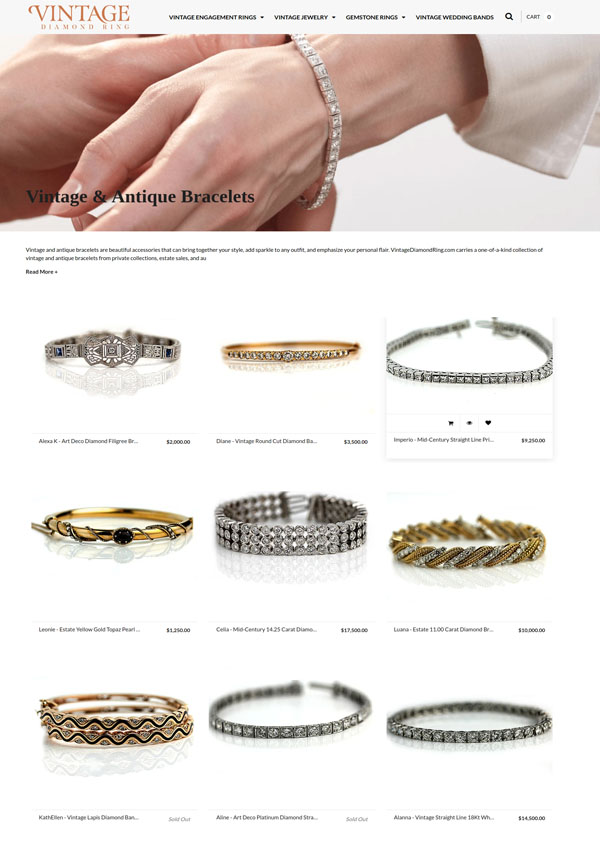 VINTAGE
DIAMOND RING
VINTAGE ENGAGEMENT RINGS VINTAGE JEWELRY GEMSTONE RINGS VINTAGE WEDDING BANDS CART 0
Vintage & Antique Bracelets
Vintage and antique bracelets are beautiful accessories that can bring together your style, add sparkle to any outfit, and emphasize your personal flair. VintageDiamondRing.com carries a one-of-a-kind collection of
vintage and antique bracelets from private collections, estate sales, and au
Read More +
Alexa K - Art Deco Diamond Filigree Br... $2,000.00
Diane - Vintage Round Cut Diamond Ba... $3,500.00
Imperio - Mid-Century Straight Line Pri... $9,250.00
Leonie - Estate Yellow Gold Topaz Pearl ... $1,250.00
Celia - Mid-Century 14.25 Carat Diamo... $17,500.00
Luana - Estate 11.00 Carat Diamond Br... $10,000.00
KathEllen - Vintage Lapis Diamond Ban... Sold Out
Aline - Art Deco Platinum Diamond Stra... Sold Out
Alanna - Vintage Straight Line 18Kt Wh... $14,500.00